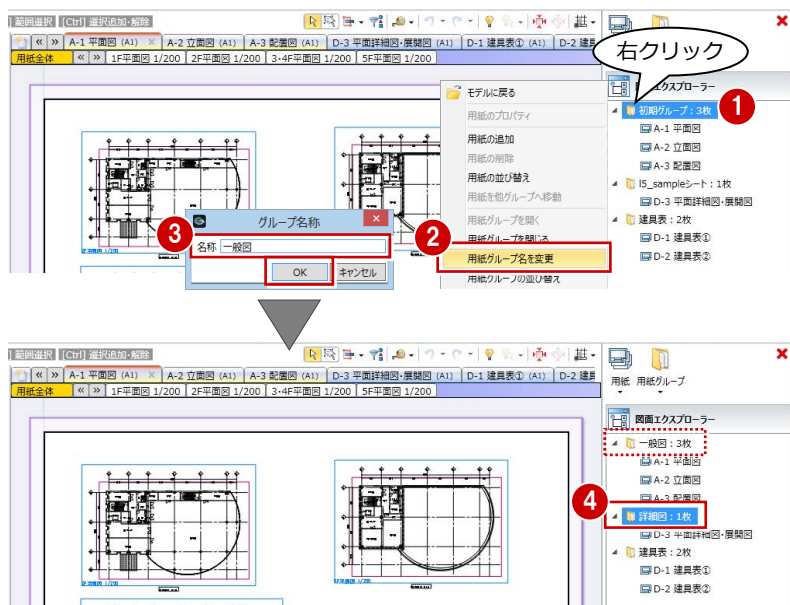 範囲選択 [Ctrl] 選択追加・解除
右クリック
« » A-1 平面図 (A1) × A-2 立面図 (A1) A-3 配置図 (A1) D-3 平面詳細図・展開図 (A1) D-1 建具表① (A1) D-2 建
用紙全体 « » 1F平面図 1/200 2F平面図 1/200 3・4F平面図 1/200 5F平面図 1/200
エクスプローラー
初期グループ：3枚
1
A-1 平面図
A-2 立面図
A-3 配置図
I5_sampleシート：1枚
D-3 平面詳細図・展開図
建具表：2枚
D-1 建具表①
D-2 建具表②
モデルに戻る
用紙のプロパティ
用紙の追加
用紙の削除
用紙の並び替え
用紙を他グループへ移動
用紙グループを開く
用紙グループを閉じる
2
用紙グループ名を変更
用紙グループの並び替え
3
グループ名称 ×
名称 一般図
OK キャンセル
範囲選択 [Ctrl] 選択追加・解除
« » A-1 平面図 (A1) × A-2 立面図 (A1) A-3 配置図 (A1) D-3 平面詳細図・展開図 (A1) D-1 建具表① (A1) D-2 建具
用紙全体 « » 1F平面図 1/200 2F平面図 1/200 3・4F平面図 1/200 5F平面図 1/200
用紙 用紙グループ
図面エクスプローラー
一般図：3枚
A-1 平面図
A-2 立面図
A-3 配置図
4
詳細図：1枚
D-3 平面詳細図・展開図
建具表：2枚
D-1 建具表①
D-2 建具表②